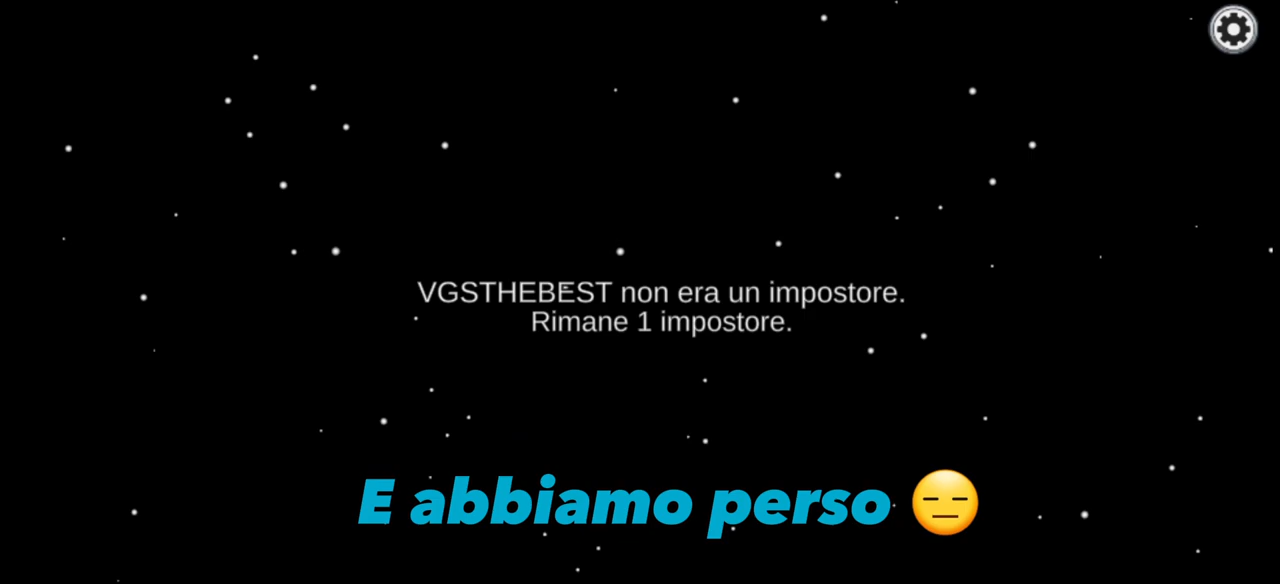 VGSTHEBEST non era un impostore.
Rimane 1 impostore.
E abbiamo perso 😑